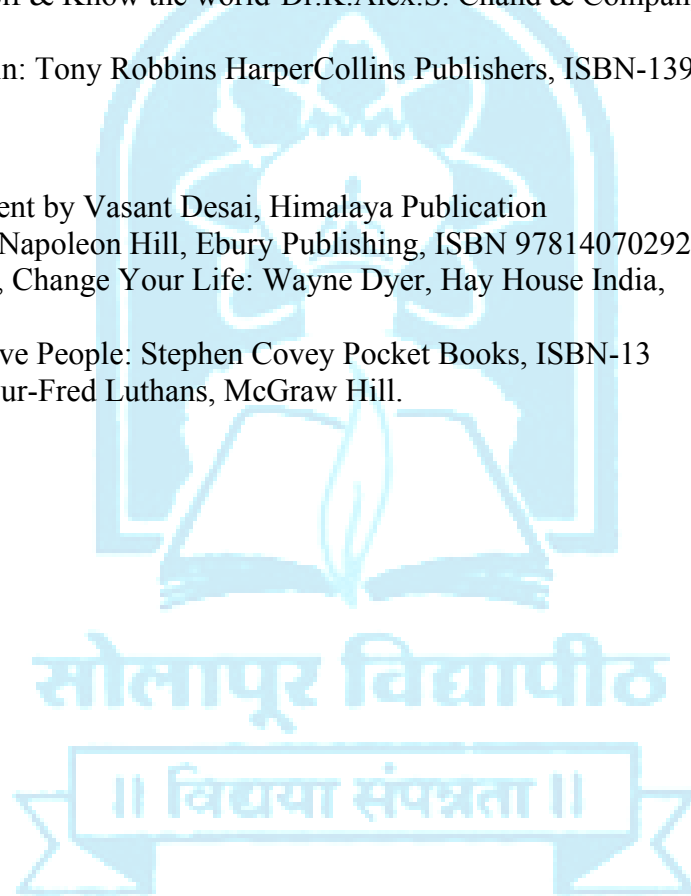 & Know the world-Dr.K.Alex.S. Chand & Compan
in: Tony Robbins HarperCollins Publishers, ISBN-139
ent by Vasant Desai, Himalaya Publication
Napoleon Hill, Ebury Publishing, ISBN 97814070292
, Change Your Life: Wayne Dyer, Hay House India,
ve People: Stephen Covey Pocket Books, ISBN-13
ur-Fred Luthans, McGraw Hill.
सोलापूर विद्यापीठ
॥ विद्यया संपन्नता ॥